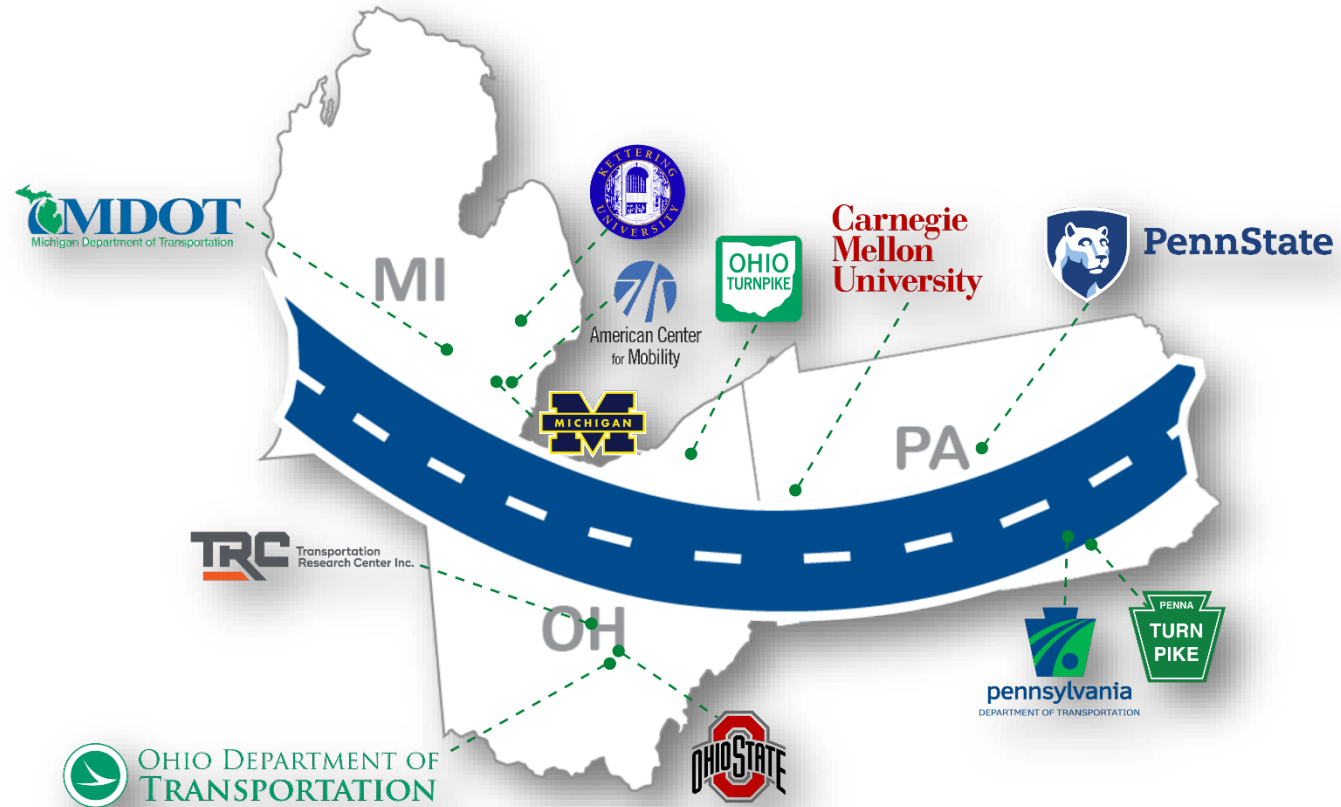 MDOT
Michigan Department of Transportation
MI
KETTERING
UNIVERSITY
American Center
for Mobility
MICHIGAN
OHIO
TURNPIKE
Carnegie
Mellon
University
PennState
PA
TRC
Transportation
Research Center Inc.
OH
PENNA
TURN
PIKE
pennsylvania
DEPARTMENT OF TRANSPORTATION
OHIO STATE
OHIO DEPARTMENT OF
TRANSPORTATION